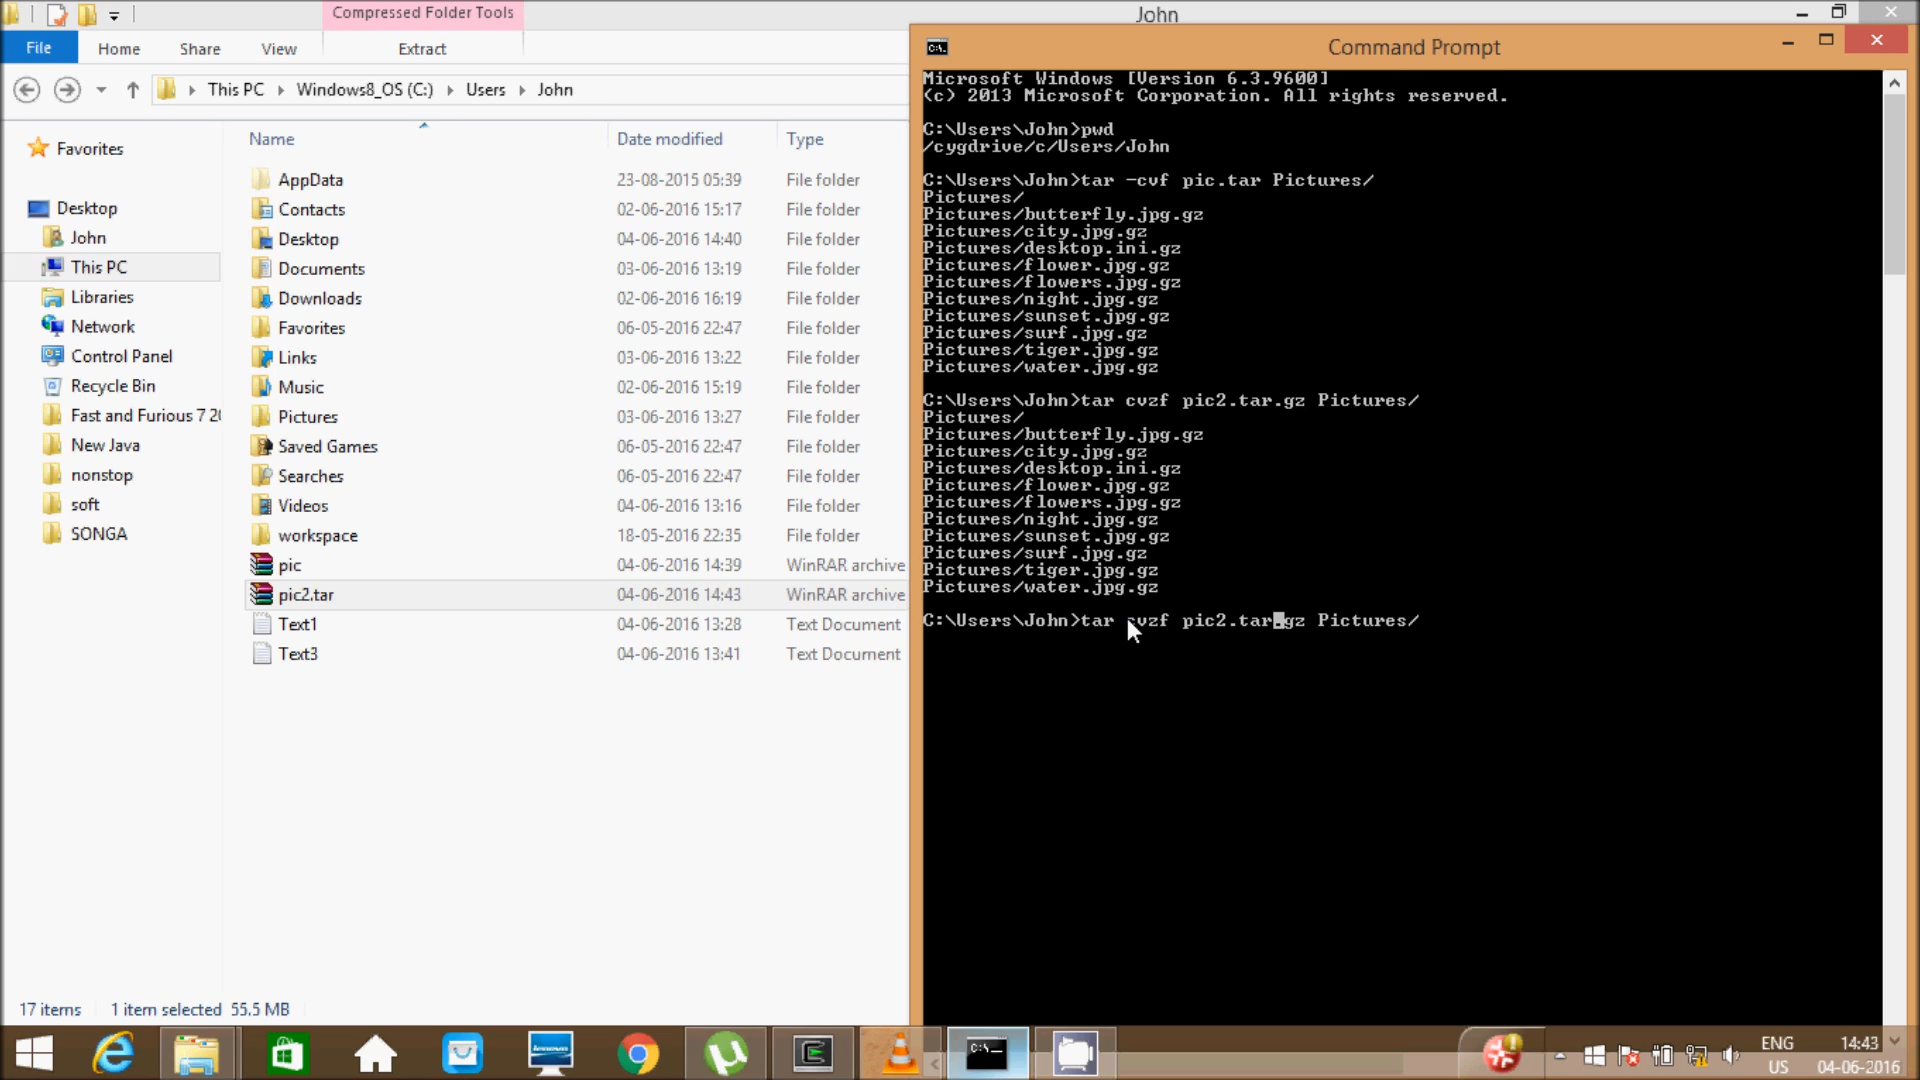 Compressed Folder Tools
John
File
Home
Share
View
Extract
This PC
Windows8_OS (C:)
Users
John
Favorites
Desktop
John
This PC
Libraries
Network
Control Panel
Recycle Bin
Fast and Furious 7 20
New Java
nonstop
soft
SONGA
Name Date modified Type
AppData 23-08-2015 05:39 File folder
Contacts 02-06-2016 15:17 File folder
Desktop 04-06-2016 14:40 File folder
Documents 03-06-2016 13:19 File folder
Downloads 02-06-2016 16:19 File folder
Favorites 06-05-2016 22:47 File folder
Links 03-06-2016 13:22 File folder
Music 02-06-2016 15:19 File folder
Pictures 03-06-2016 13:27 File folder
Saved Games 06-05-2016 22:47 File folder
Searches 06-05-2016 22:47 File folder
Videos 04-06-2016 13:16 File folder
workspace 18-05-2016 22:35 File folder
pic 04-06-2016 14:39 WinRAR archive
pic2.tar 04-06-2016 14:43 WinRAR archive
Text1 04-06-2016 13:28 Text Document
Text3 04-06-2016 13:41 Text Document
17 items 1 item selected 55.5 MB
Command Prompt
Microsoft Windows [Version 6.3.9600]
(c) 2013 Microsoft Corporation. All rights reserved.
C:\Users\John>pwd
/cygdrive/c/Users/John
C:\Users\John>tar -cvf pic.tar Pictures/
Pictures/
Pictures/butterfly.jpg.gz
Pictures/city.jpg.gz
Pictures/desktop.ini.gz
Pictures/flower.jpg.gz
Pictures/flowers.jpg.gz
Pictures/night.jpg.gz
Pictures/sunset.jpg.gz
Pictures/surf.jpg.gz
Pictures/tiger.jpg.gz
Pictures/water.jpg.gz
C:\Users\John>tar cvzf pic2.tar.gz Pictures/
Pictures/
Pictures/butterfly.jpg.gz
Pictures/city.jpg.gz
Pictures/desktop.ini.gz
Pictures/flower.jpg.gz
Pictures/flowers.jpg.gz
Pictures/night.jpg.gz
Pictures/sunset.jpg.gz
Pictures/surf.jpg.gz
Pictures/tiger.jpg.gz
Pictures/water.jpg.gz
C:\Users\John>tar cvzf pic2.tar.gz Pictures/
ENG
US
14:43
04-06-2016